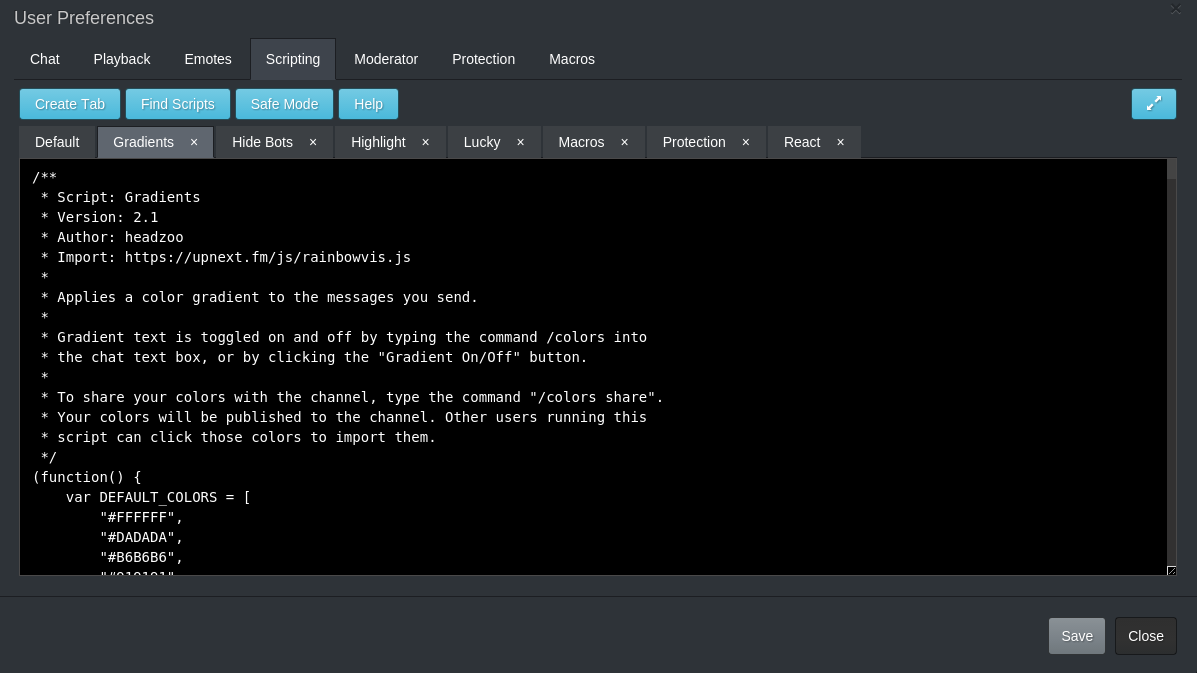 User Preferences
×
Chat Playback Emotes Scripting Moderator Protection Macros
Create Tab Find Scripts Safe Mode Help
Default Gradients × Hide Bots × Highlight × Lucky × Macros × Protection × React ×
/**
 * Script: Gradients
 * Version: 2.1
 * Author: headzoo
 * Import: https://upnext.fm/js/rainbowvis.js
 *
 * Applies a color gradient to the messages you send.
 *
 * Gradient text is toggled on and off by typing the command /colors into
 * the chat text box, or by clicking the "Gradient On/Off" button.
 *
 * To share your colors with the channel, type the command "/colors share".
 * Your colors will be published to the channel. Other users running this
 * script can click those colors to import them.
 */
(function() {
    var DEFAULT_COLORS = [
        "#FFFFFF",
        "#DADADA",
        "#B6B6B6",
Save Close